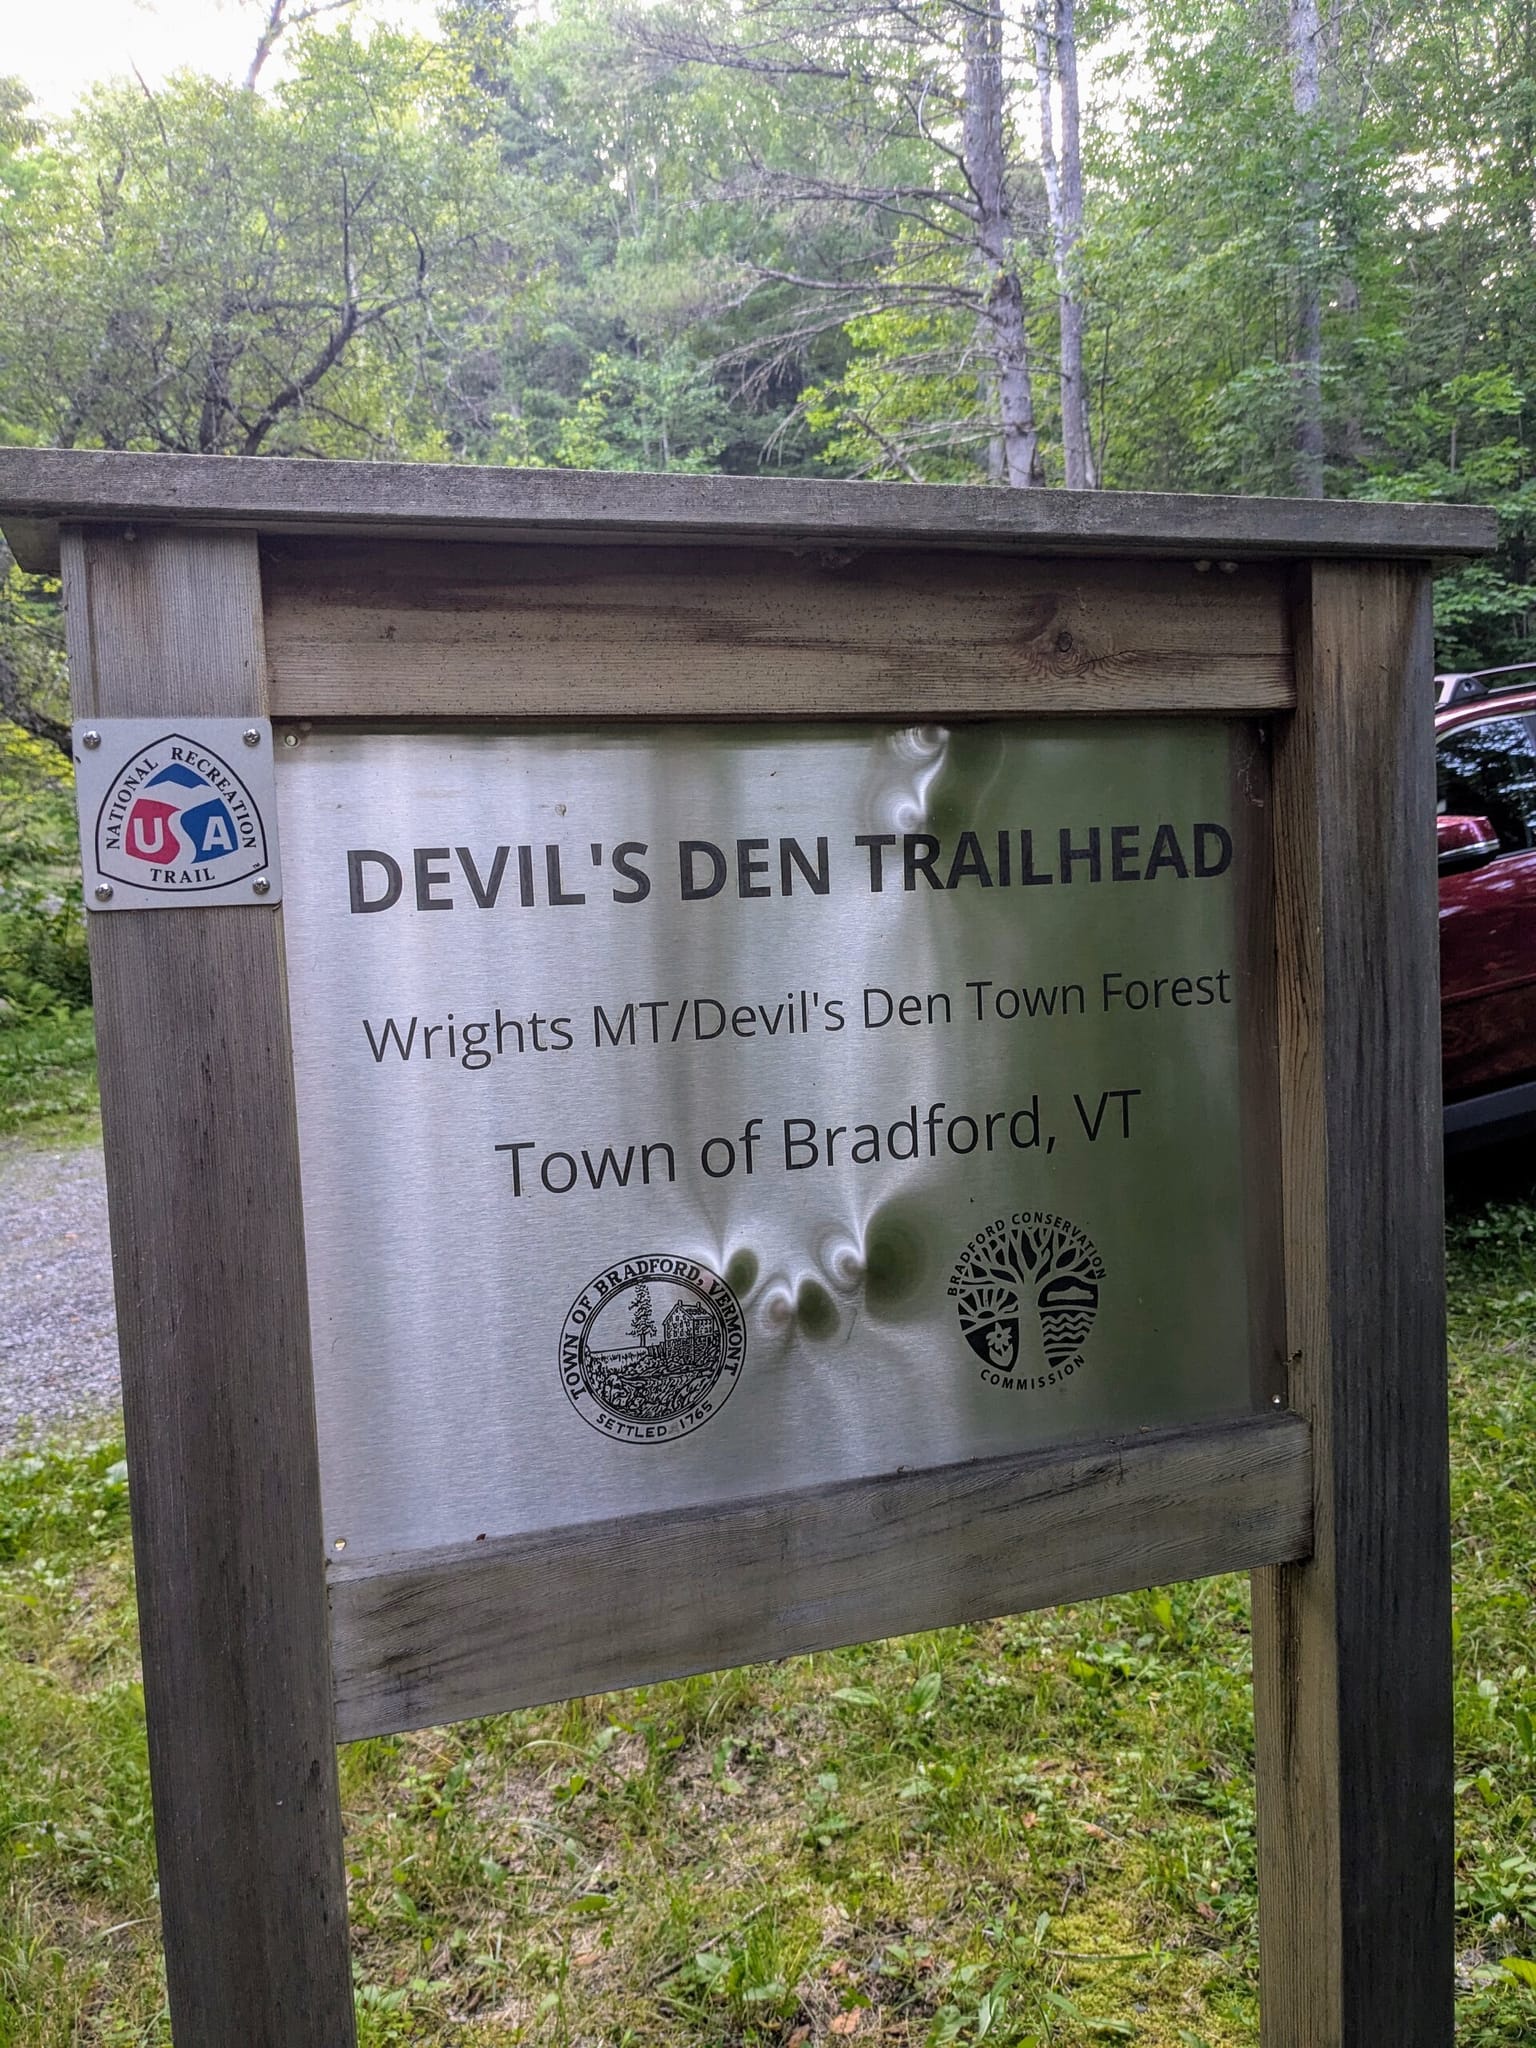 NATIONAL RECREATION
USA
TRAIL
DEVIL'S DEN TRAILHEAD
Wrights MT/Devil's Den Town Forest
Town of Bradford, VT
TOWN OF BRADFORD, VERMONT
SETTLED 1765
BRADFORD CONSERVATION
COMMISSION